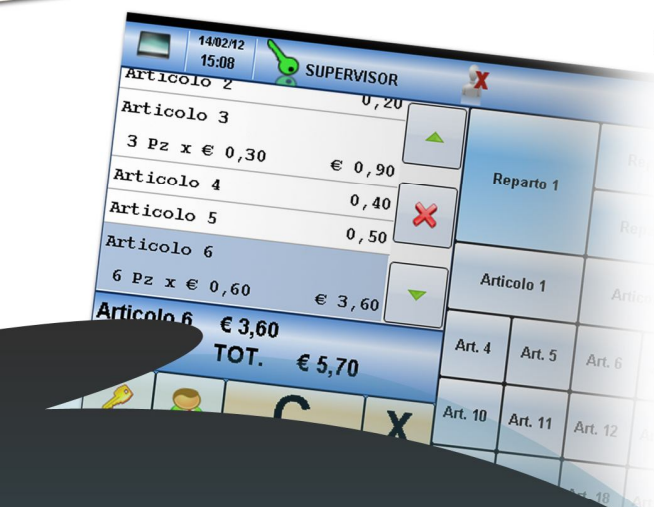 14/02/12
15:08
SUPERVISOR
Articolo 2 0,20
Articolo 3
3 Pz x € 0,30 € 0,90
Articolo 4 0,40
Articolo 5 0,50
Articolo 6
6 Pz x € 0,60 € 3,60
Articolo 6 € 3,60
TOT. € 5,70
C X
Reparto 1
Articolo 1
Art. 4 Art. 5 Art. 6
Art. 10 Art. 11 Art. 12
Art. 18